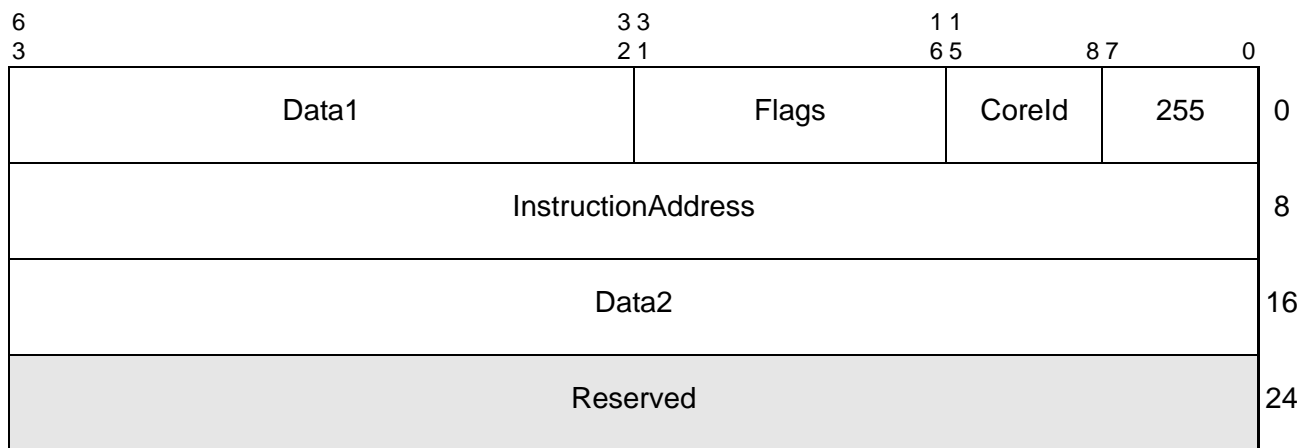 6 3 3 1 1
3 2 1 6 5 8 7 0
Data1 Flags CoreId 255 0
InstructionAddress 8
Data2 16
Reserved 24